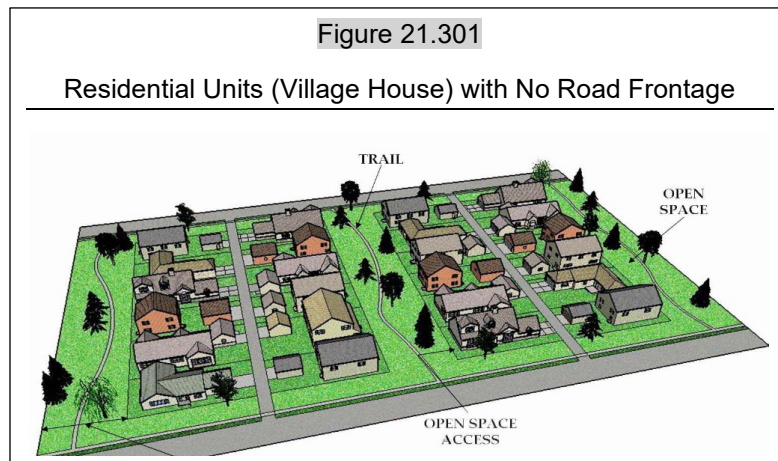 Figure 21.301
Residential Units (Village House) with No Road Frontage
TRAIL
OPEN
SPACE
OPEN SPACE
ACCESS